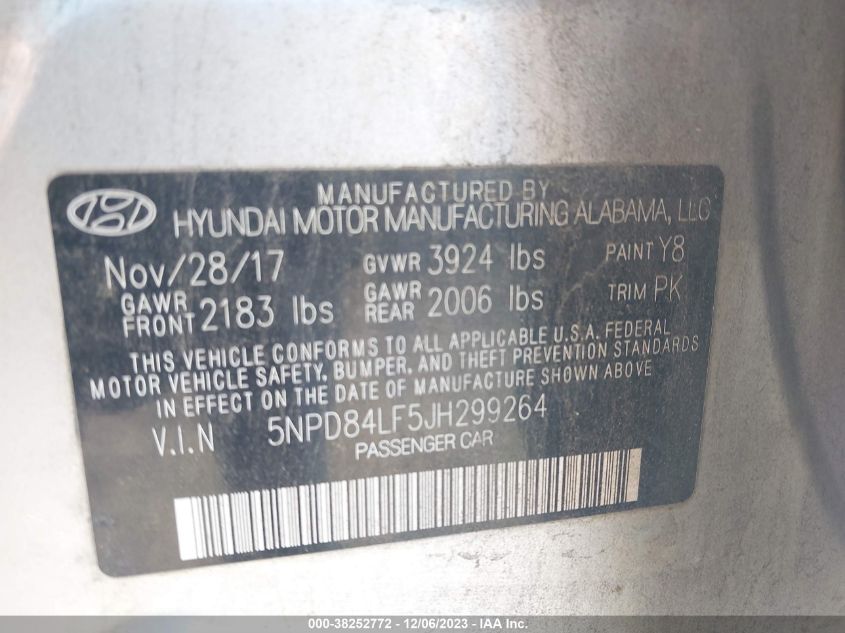 MANUFACTURED BY
HYUNDAI MOTOR MANUFACTURING ALABAMA, LLC
Nov/28/17 GVWR 3924 lbs PAINT Y8
GAWR FRONT 2183 lbs GAWR REAR 2006 lbs TRIM PK
THIS VEHICLE CONFORMS TO ALL APPLICABLE U.S.A. FEDERAL
MOTOR VEHICLE SAFETY, BUMPER, AND THEFT PREVENTION STANDARDS
IN EFFECT ON THE DATE OF MANUFACTURE SHOWN ABOVE
V.I.N 5NPD84LF5JH299264
PASSENGER CAR
000-38252772 - 12/06/2023 - IAA Inc.